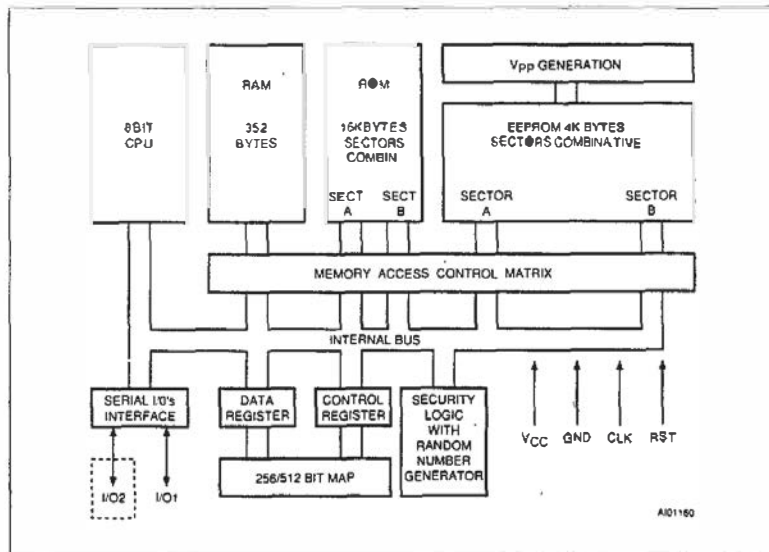 8BIT
CPU
RAM
352
BYTES
ROM
16KBYTES
SECTORS
COMBIN
SECT
A
SECT
B
VPP GENERATION
EEPROM 4K BYTES
SECTORS COMBINATIVE
SECTOR
A
SECTOR
B
MEMORY ACCESS CONTROL MATRIX
INTERNAL BUS
SERIAL I/0's
INTERFACE
DATA
REGISTER
CONTROL
REGISTER
SECURITY
LOGIC
WITH
RANDOM
NUMBER
GENERATOR
VCC
GND
CLK
RST
256/512 BIT MAP
I/O2
I/O1
AI01160